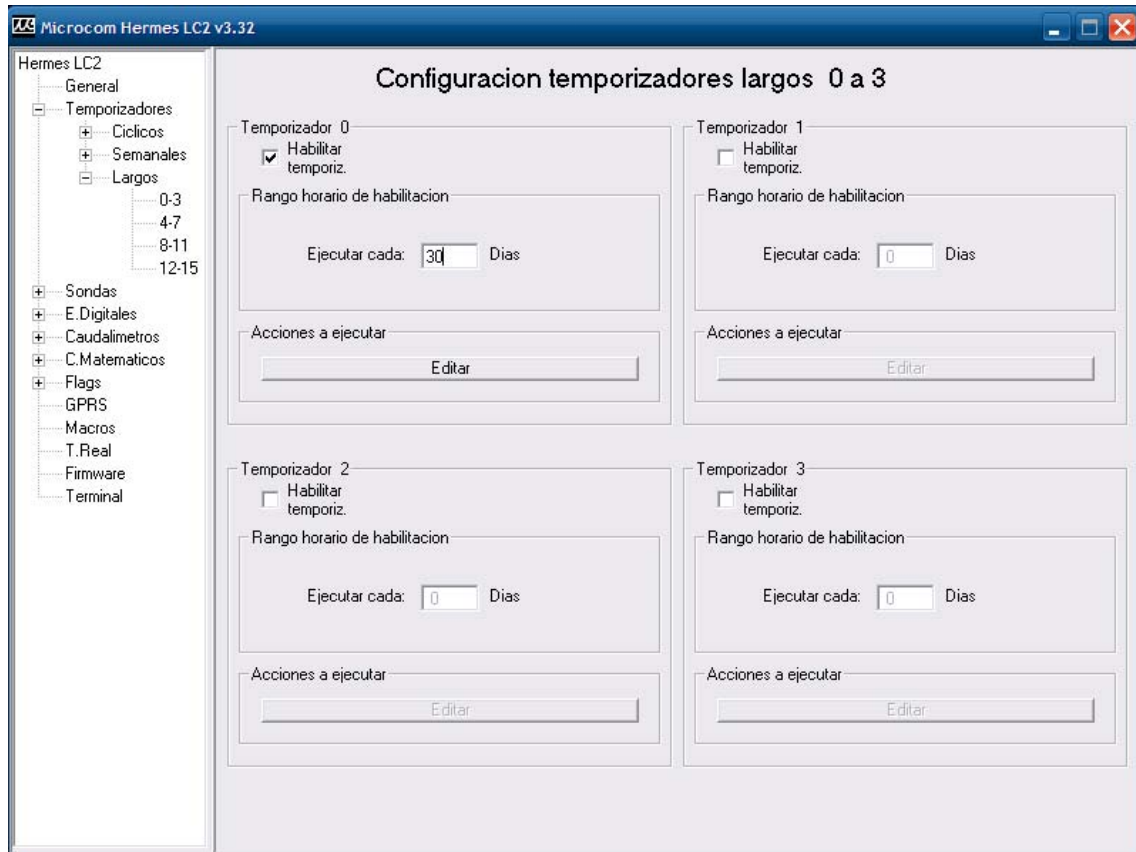 Microcom Hermes LC2 v3.32
Hermes LC2
General
Temporizadores
Ciclicos
Semanales
Largos
0-3
4-7
8-11
12-15
Sondas
E.Digitales
Caudalimetros
C.Matematicos
Flags
GPRS
Macros
T.Real
Firmware
Terminal
Configuracion temporizadores largos 0 a 3
Temporizador 0
Habilitar
temporiz.
Rango horario de habilitacion
Ejecutar cada: 30 Dias
Acciones a ejecutar
Editar
Temporizador 1
Habilitar
temporiz.
Rango horario de habilitacion
Ejecutar cada: 0 Dias
Acciones a ejecutar
Editar
Temporizador 2
Habilitar
temporiz.
Rango horario de habilitacion
Ejecutar cada: 0 Dias
Acciones a ejecutar
Editar
Temporizador 3
Habilitar
temporiz.
Rango horario de habilitacion
Ejecutar cada: 0 Dias
Acciones a ejecutar
Editar